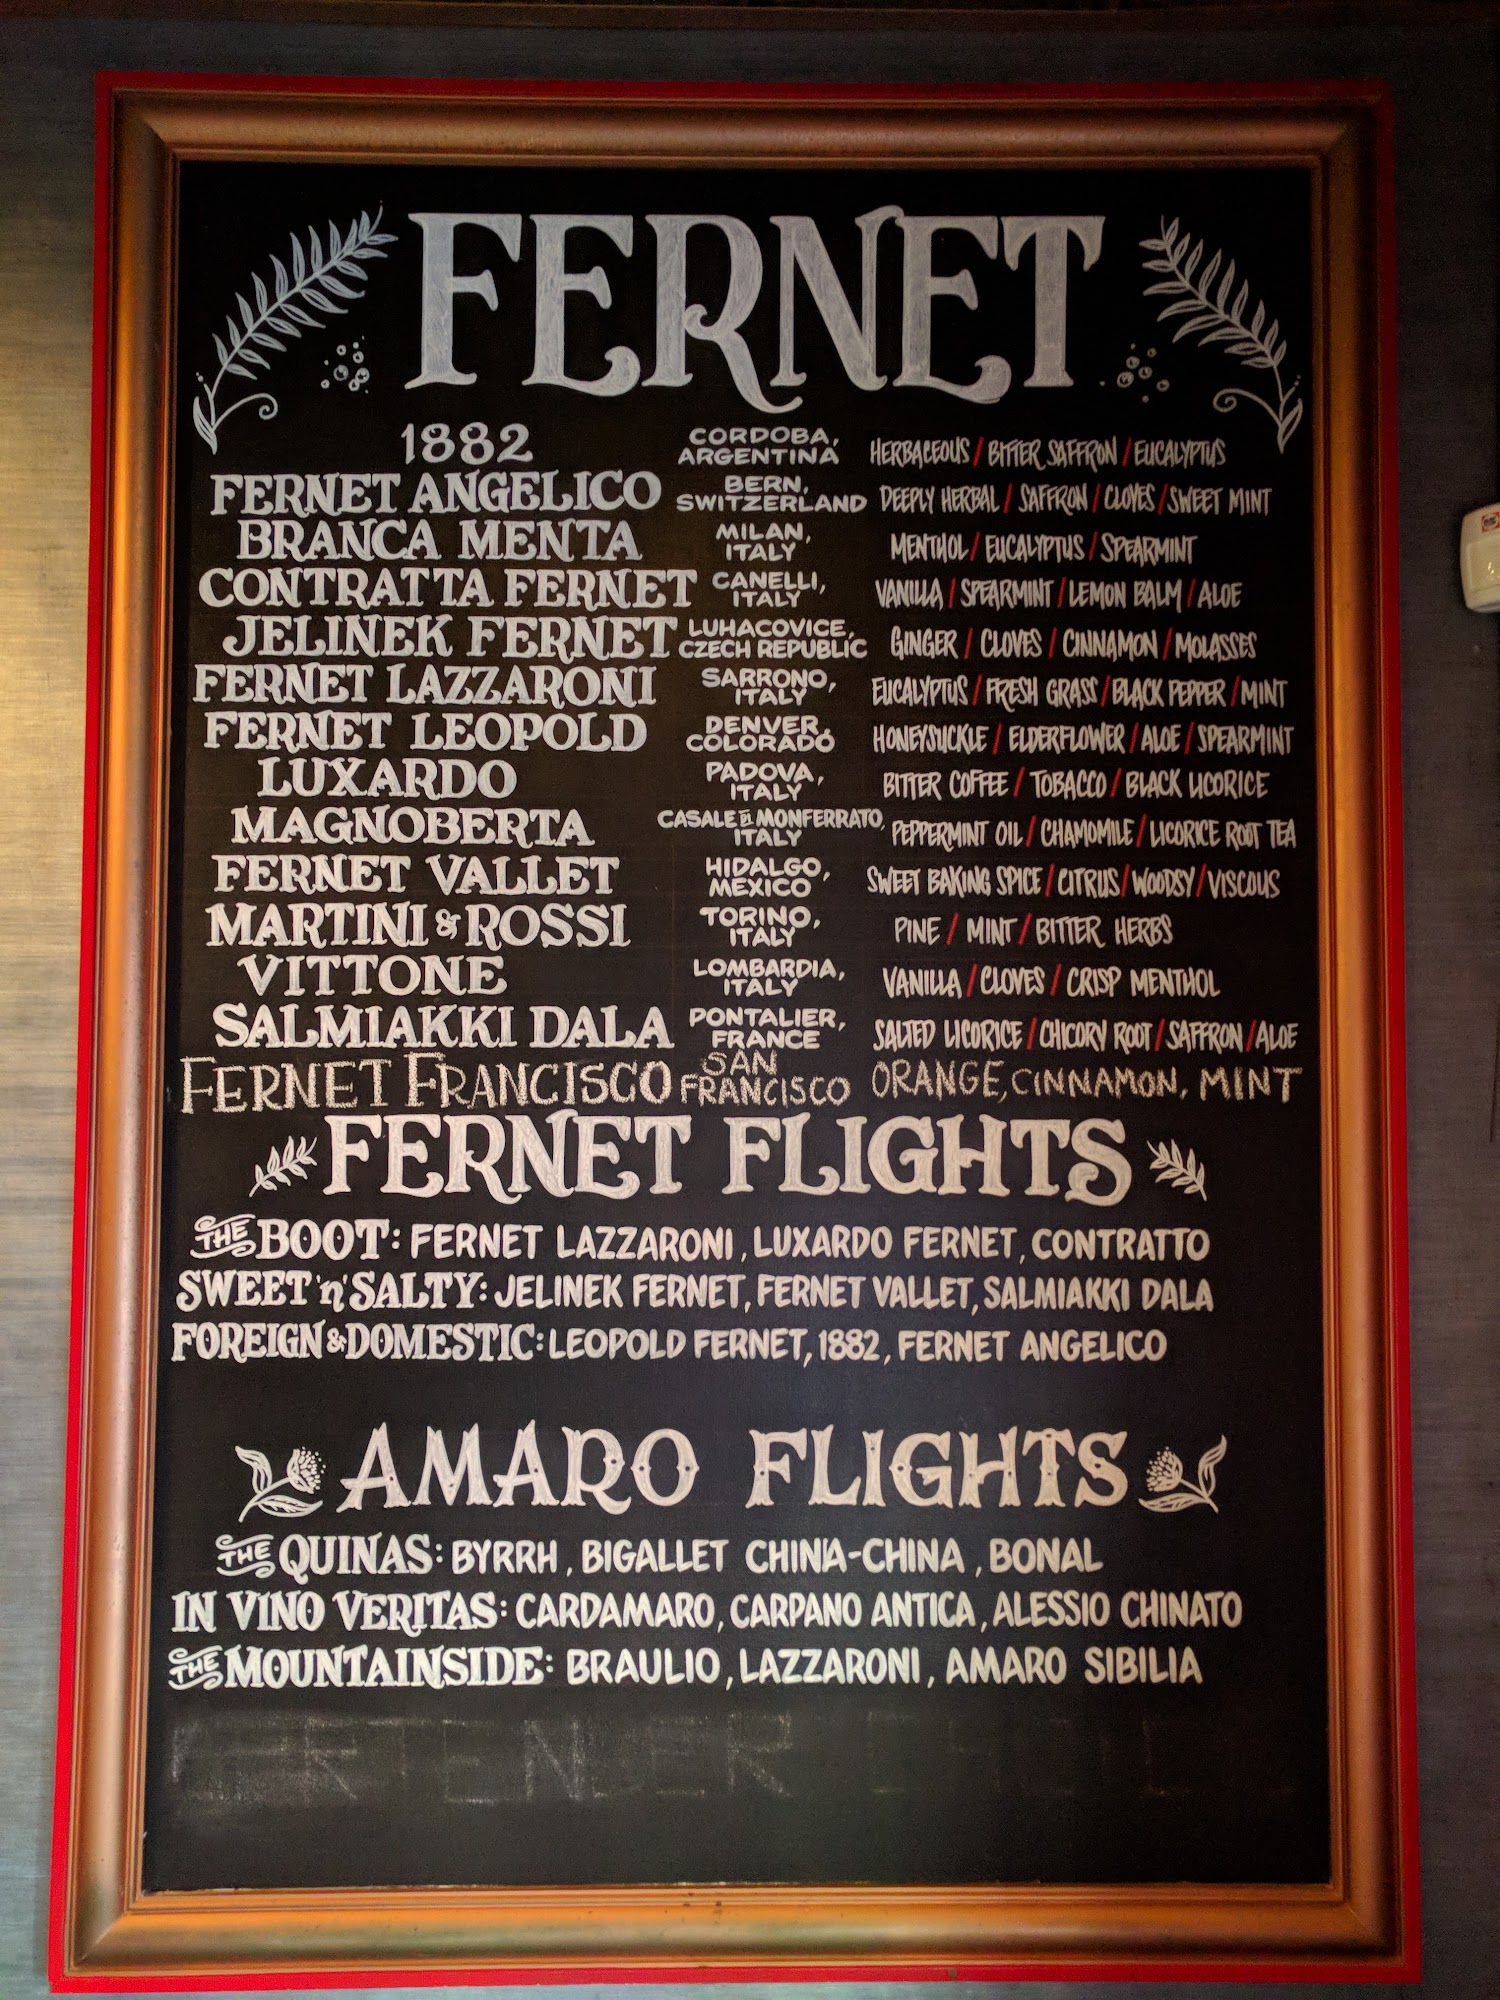 FERNET
1882 CORDOBA, ARGENTINA HERBACEOUS / BITTER SAFFRON / EUCALYPTUS
FERNET ANGELICO BERN, SWITZERLAND DEEPLY HERBAL / SAFFRON / CLOVES / SWEET MINT
BRANCA MENTA MILAN, ITALY MENTHOL / EUCALYPTUS / SPEARMINT
CONTRATTA FERNET CANELLI, ITALY VANILLA / SPEARMINT / LEMON BALM / ALOE
JELINEK FERNET LUHACOVICE, CZECH REPUBLIC GINGER / CLOVES / CINNAMON / MOLASSES
FERNET LAZZARONI SARRONO, ITALY EUCALYPTUS / FRESH GRASS / BLACK PEPPER / MINT
FERNET LEOPOLD DENVER, COLORADO HONEYSUCKLE / ELDERFLOWER / ALOE / SPEARMINT
LUXARDO PADOVA, ITALY BITTER COFFEE / TOBACCO / BLACK LICORICE
MAGNOBERTA CASALE DI MONFERRATO, ITALY PEPPERMINT OIL / CHAMOMILE / LICORICE ROOT TEA
FERNET VALLET HIDALGO, MEXICO SWEET BAKING SPICE / CITRUS / WOODSY / VISCOUS
MARTINI & ROSSI TORINO, ITALY PINE / MINT / BITTER HERBS
VITTONE LOMBARDIA, ITALY VANILLA / CLOVES / CRISP MENTHOL
SALMIAKKI DALA PONTALIER, FRANCE SALTED LICORICE / CHICORY ROOT / SAFFRON / ALOE
FERNET FRANCISCO SAN FRANCISCO ORANGE, CINNAMON, MINT
FERNET FLIGHTS
THE BOOT: FERNET LAZZARONI, LUXARDO FERNET, CONTRATTO
SWEET 'n' SALTY: JELINEK FERNET, FERNET VALLET, SALMIAKKI DALA
FOREIGN & DOMESTIC: LEOPOLD FERNET, 1882, FERNET ANGELICO
AMARO FLIGHTS
THE QUINAS: BYRRH, BIGALLET CHINA-CHINA, BONAL
IN VINO VERITAS: CARDAMARO, CARPANO ANTICA, ALESSIO CHINATO
THE MOUNTAINSIDE: BRAULIO, LAZZARONI, AMARO SIBILIA